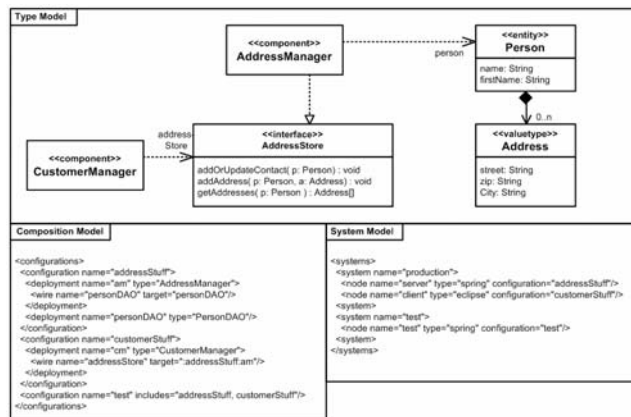 Type Model
<<component>>
AddressManager
person
<<entity>>
Person
name: String
firstName: String
0..n
address-
Store
<<component>>
CustomerManager
<<interface>>
AddressStore
addOrUpdateContact( p: Person) : void
addAddress( p: Person, a: Address) : void
getAddresses( p: Person ) : Address[]
<<valuetype>>
Address
street: String
zip: String
City: String
Composition Model
<configurations>
<configuration name="addressStuff">
<deployment name="am" type="AddressManager">
<wire name="personDAO" target="personDAO"/>
</deployment>
<deployment name="personDAO" type="PersonDAO"/>
</configuration>
<configuration name="customerStuff">
<deployment name="cm" type="CustomerManager">
<wire name="addressStore" target=":addressStuff:am"/>
</deployment>
</configuration>
<configuration name="test" includes="addressStuff, customerStuff"/>
</configurations>
System Model
<systems>
<system name="production">
<node name="server" type="spring" configuration="addressStuff"/>
<node name="client" type="eclipse" configuration="customerStuff"/>
<system>
<system name="test">
<node name="test" type="spring" configuration="test"/>
<system>
</systems>